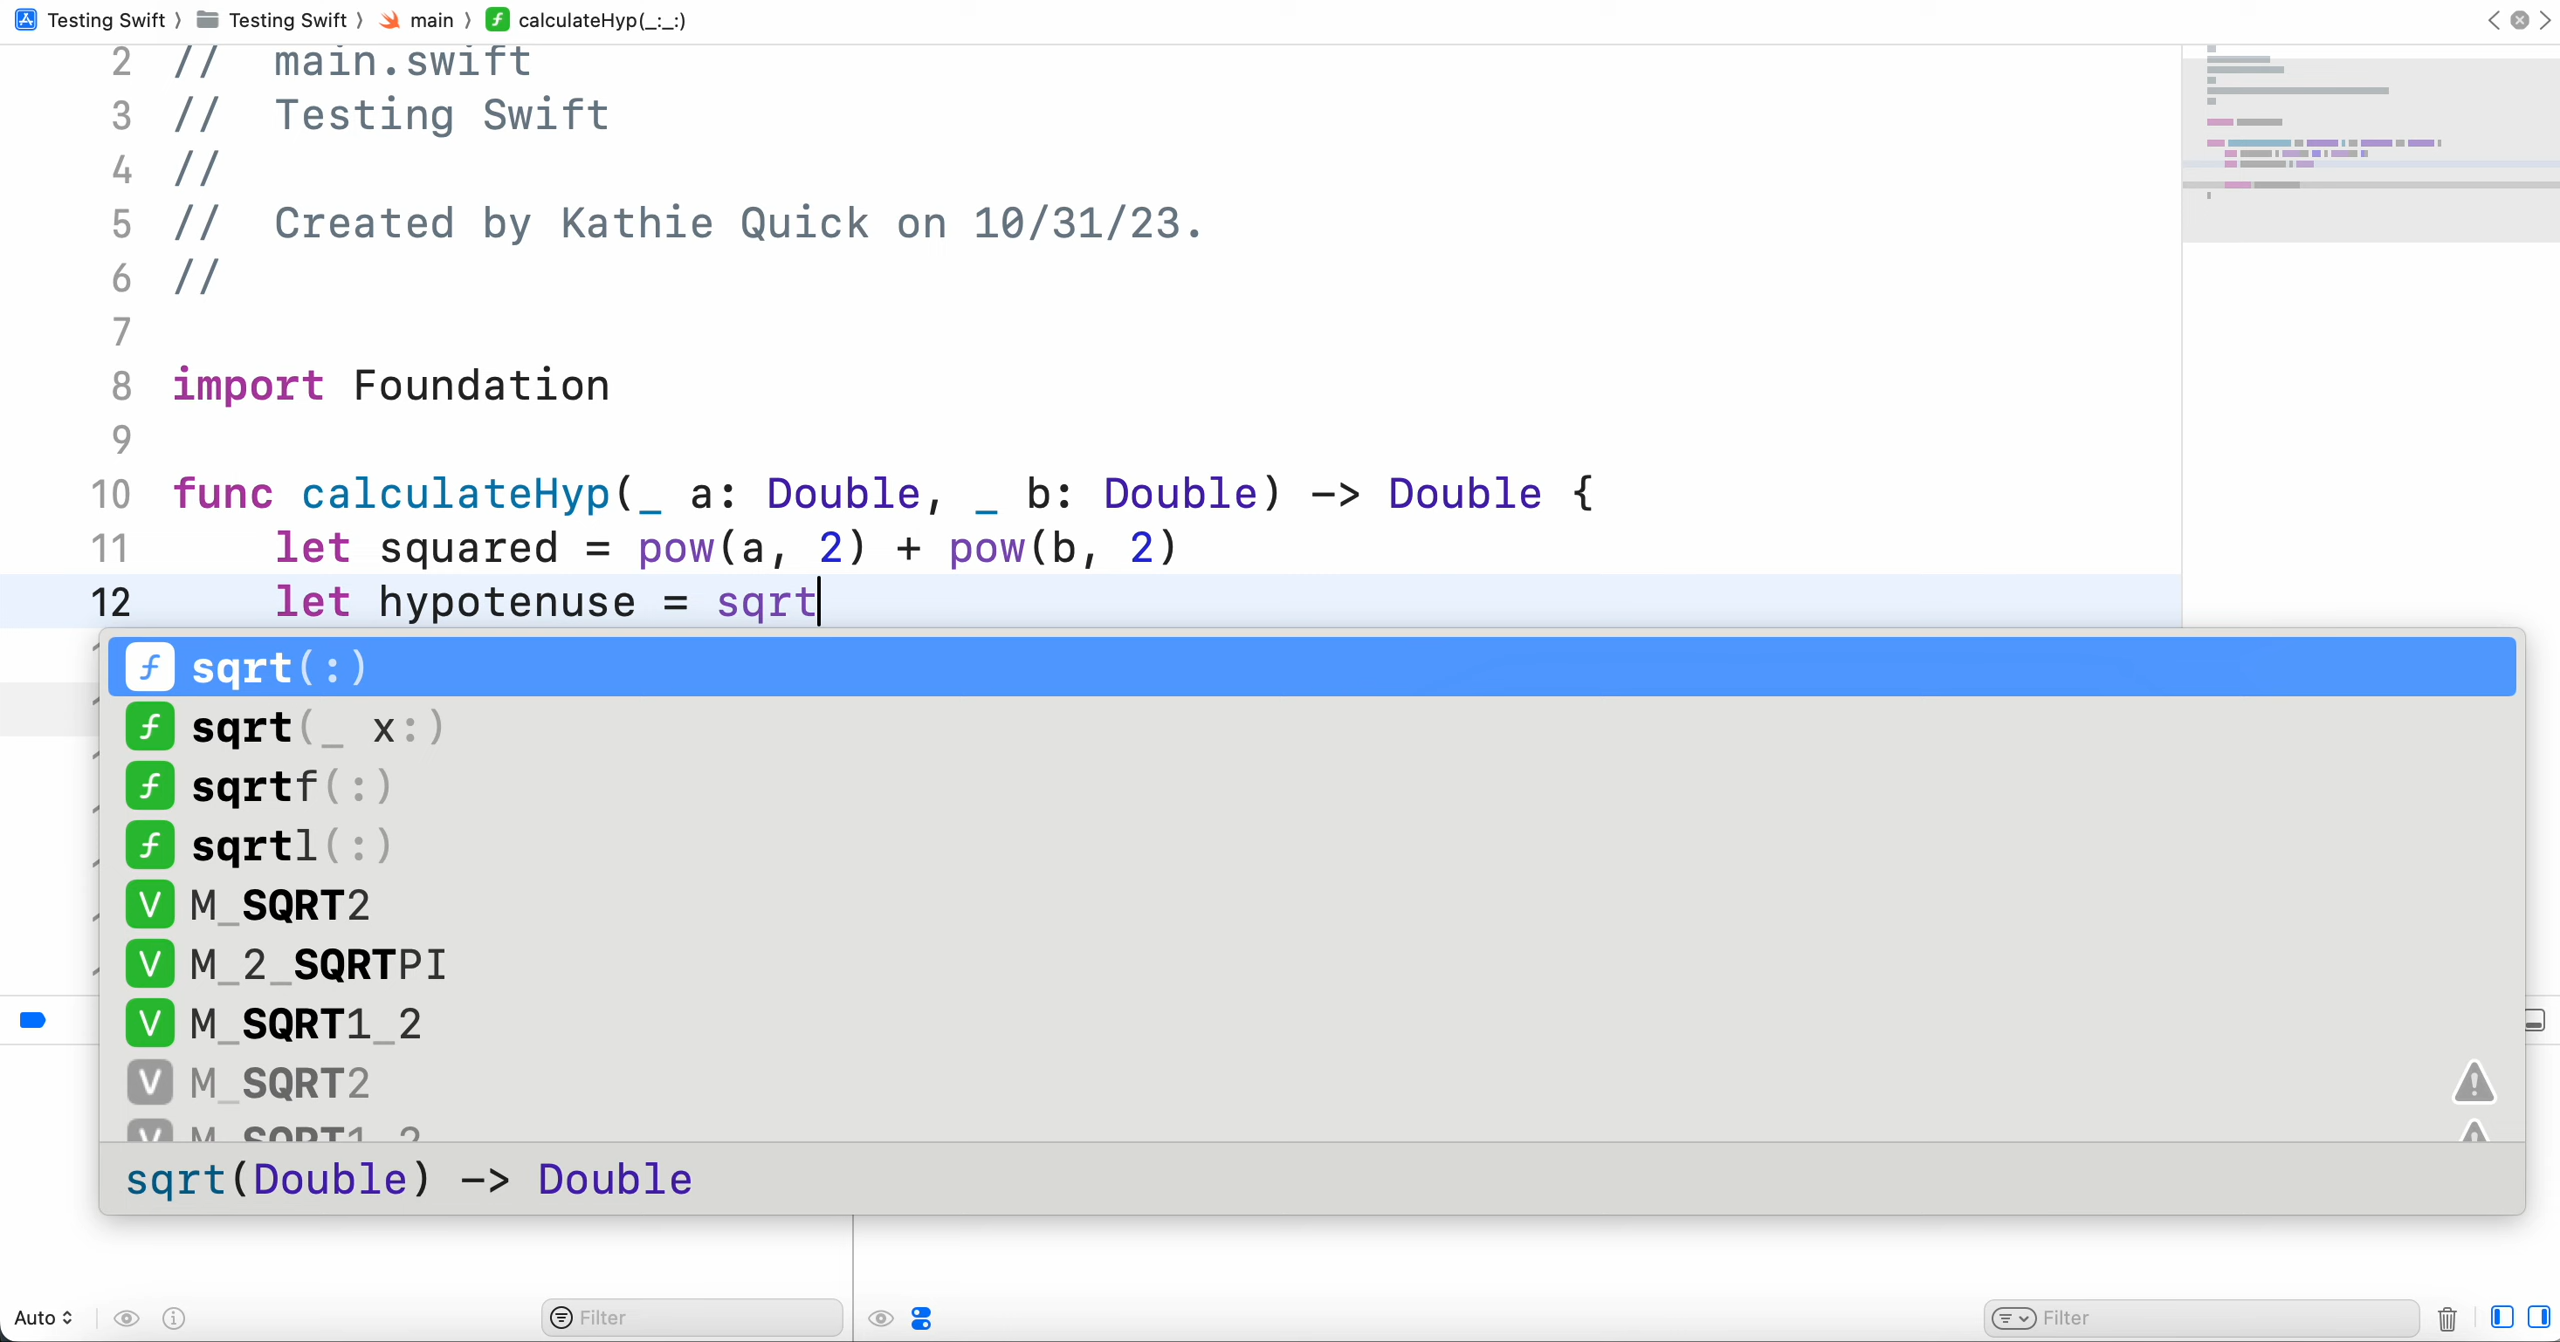 Testing Swift 〉 Testing Swift 〉 main 〉 f calculateHyp(_:_:)
2 // main.swift
3 // Testing Swift
4 //
5 // Created by Kathie Quick on 10/31/23.
6 //
7
8 import Foundation
9
10 func calculateHyp(_ a: Double, _ b: Double) -> Double {
11 let squared = pow(a, 2) + pow(b, 2)
12 let hypotenuse = sqrt
f sqrt(:)
f sqrt(_ x:)
f sqrtf(:)
f sqrtl(:)
V M_SQRT2
V M_2_SQRTPI
V M_SQRT1_2
V M_SQRT2
V M_SQRT1_2
sqrt(Double) -> Double
Auto Filter Filter